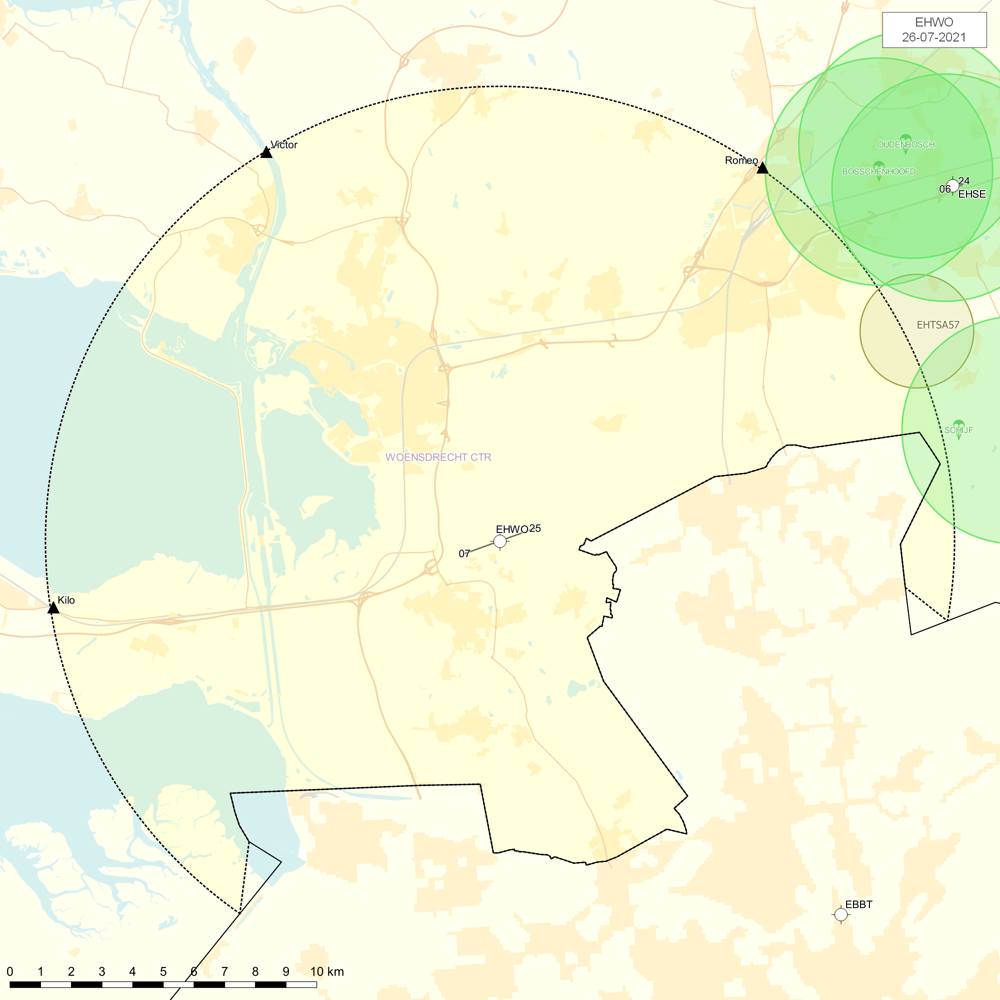 EHWO
26-07-2021
Victor
Romeo
OUDENBOSCH
BOSSCHENHOOFD
24
06
EHSE
EHTSA57
SCHIJF
WOENSDRECHT CTR
EHWO
25
07
Kilo
EBBT
0 1 2 3 4 5 6 7 8 9 10 km